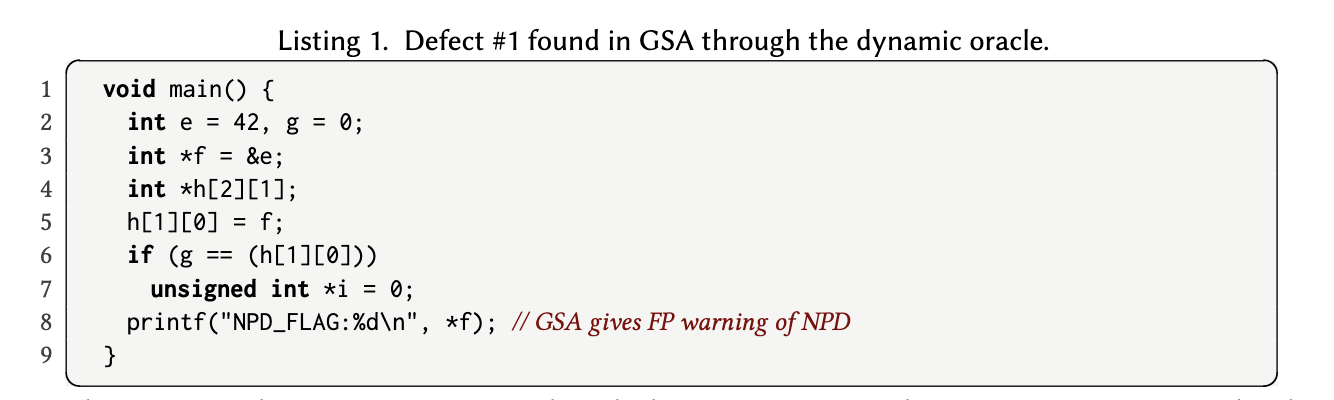 Listing 1. Defect #1 found in GSA through the dynamic oracle.
1 void main() {
2 int e = 42, g = 0;
3 int *f = &e;
4 int *h[2][1];
5 h[1][0] = f;
6 if (g == (h[1][0]))
7 unsigned int *i = 0;
8 printf("NPD_FLAG:%d\n", *f); // GSA gives FP warning of NPD
9 }